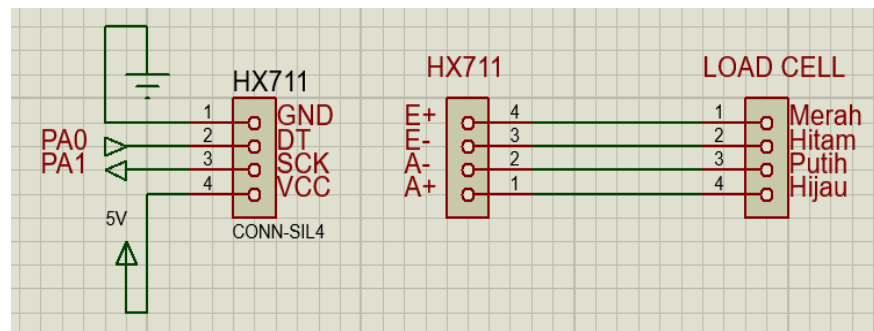 HX711
1 GND
PA0 2 DT
PA1 3 SCK
4 VCC
5V
CONN-SIL4
HX711
E+ 4
E- 3
A- 2
A+ 1
LOAD CELL
1 Merah
2 Hitam
3 Putih
4 Hijau